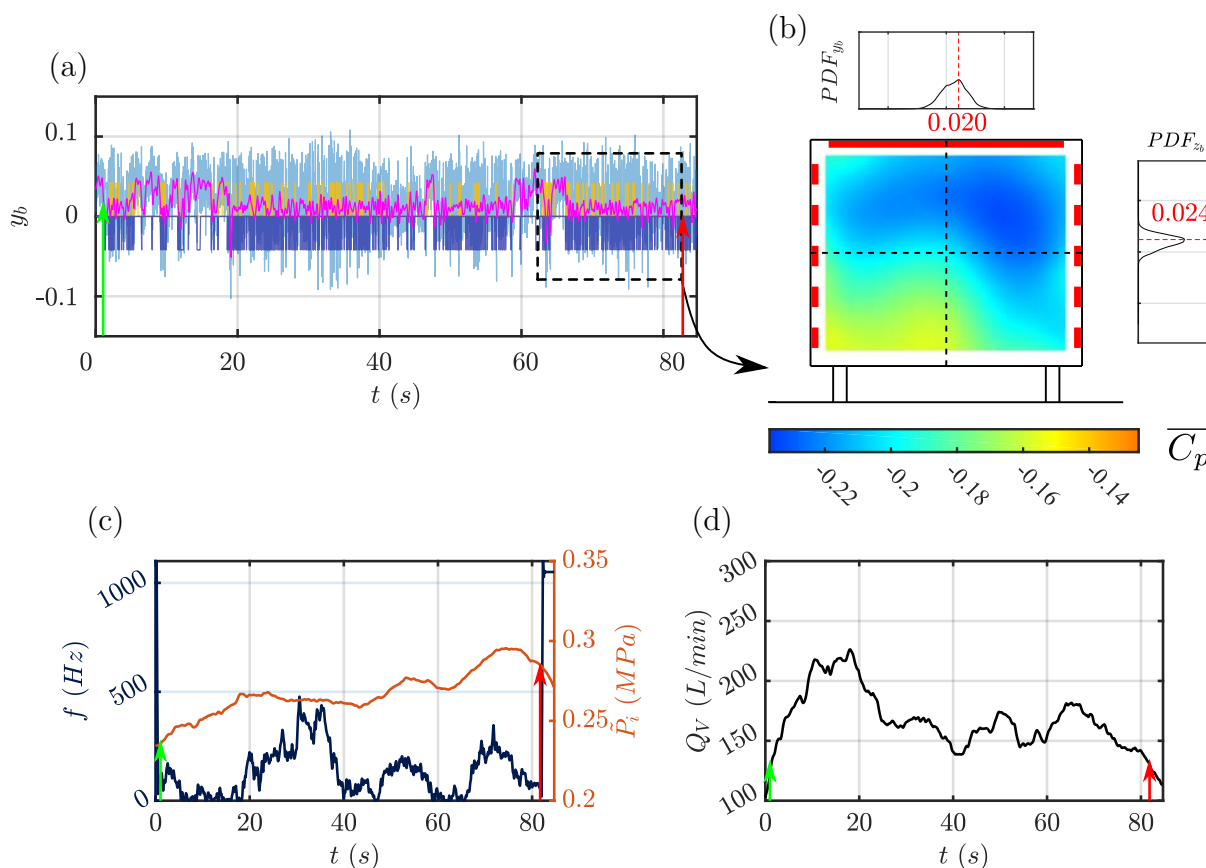 (a)
0.1
0
-0.1
y_b
0 20 40 60 80
t (s)
(b)
PDF_{y_b}
0.020
PDF_{z_b}
0.024
-0.22 -0.2 -0.18 -0.16 -0.14
\overline{C_p}
(c)
1000
500
0
f (Hz)
0.35
0.3
0.25
0.2
\tilde{P}_i (MPa)
0 20 40 60 80
t (s)
(d)
300
250
200
150
100
Q_V (L/min)
0 20 40 60 80
t (s)